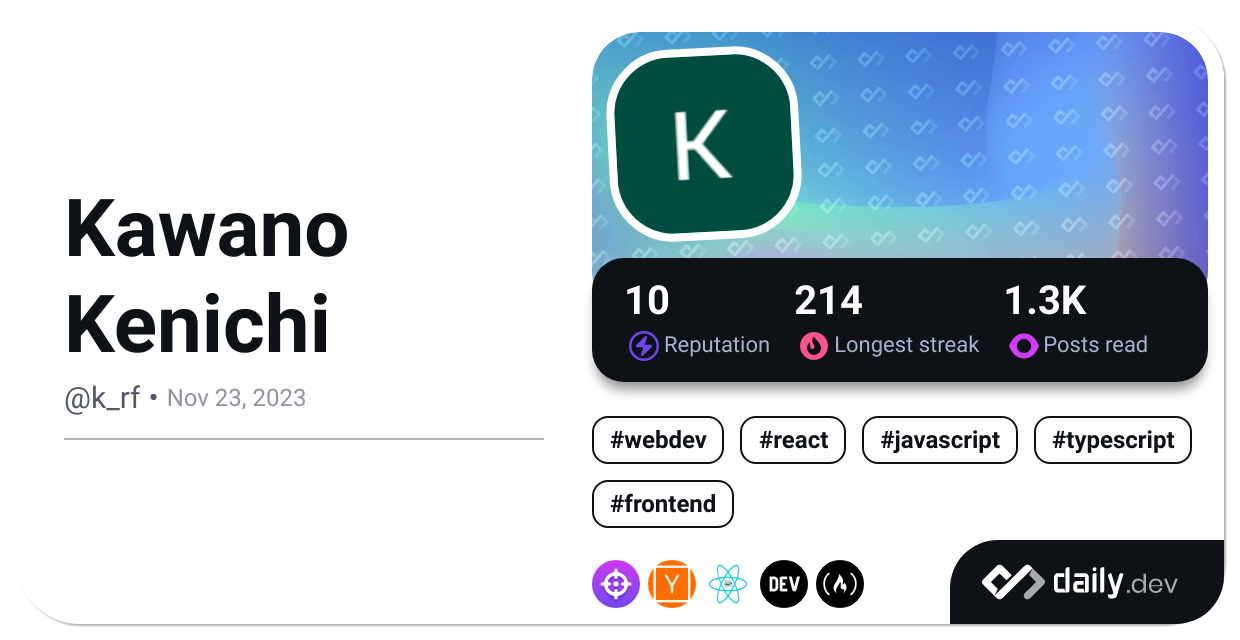 Kawano
Kenichi
@k_rf • Nov 23, 2023
K
10 214 1.3K
Reputation Longest streak Posts read
#webdev #react #javascript #typescript
#frontend
Y DEV
daily.dev